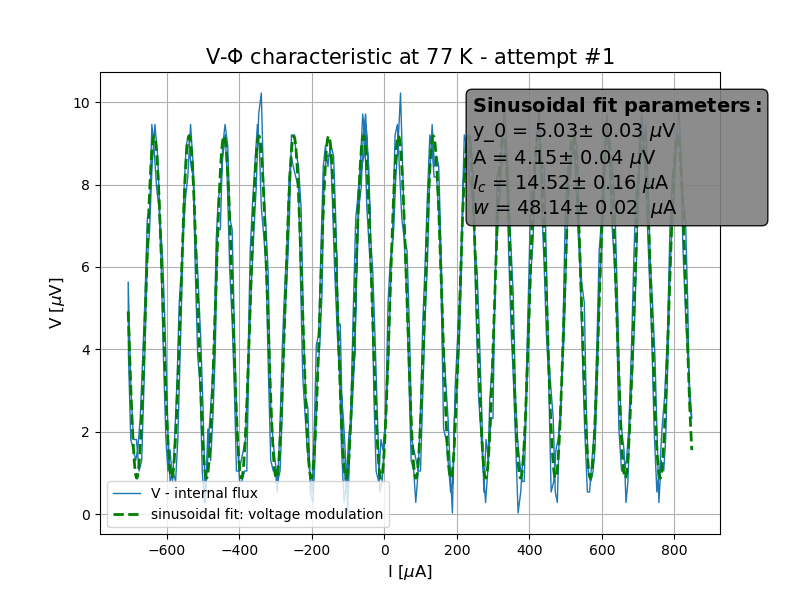 V-Φ characteristic at 77 K - attempt #1
Sinusoidal fit parameters:
y_0 = 5.03± 0.03 μV
A = 4.15± 0.04 μV
I_c = 14.52± 0.16 μA
w = 48.14± 0.02 μA
V [μV]
10
8
6
4
2
0
V - internal flux
sinusoidal fit: voltage modulation
−600 −400 −200 0 200 400 600 800
I [μA]